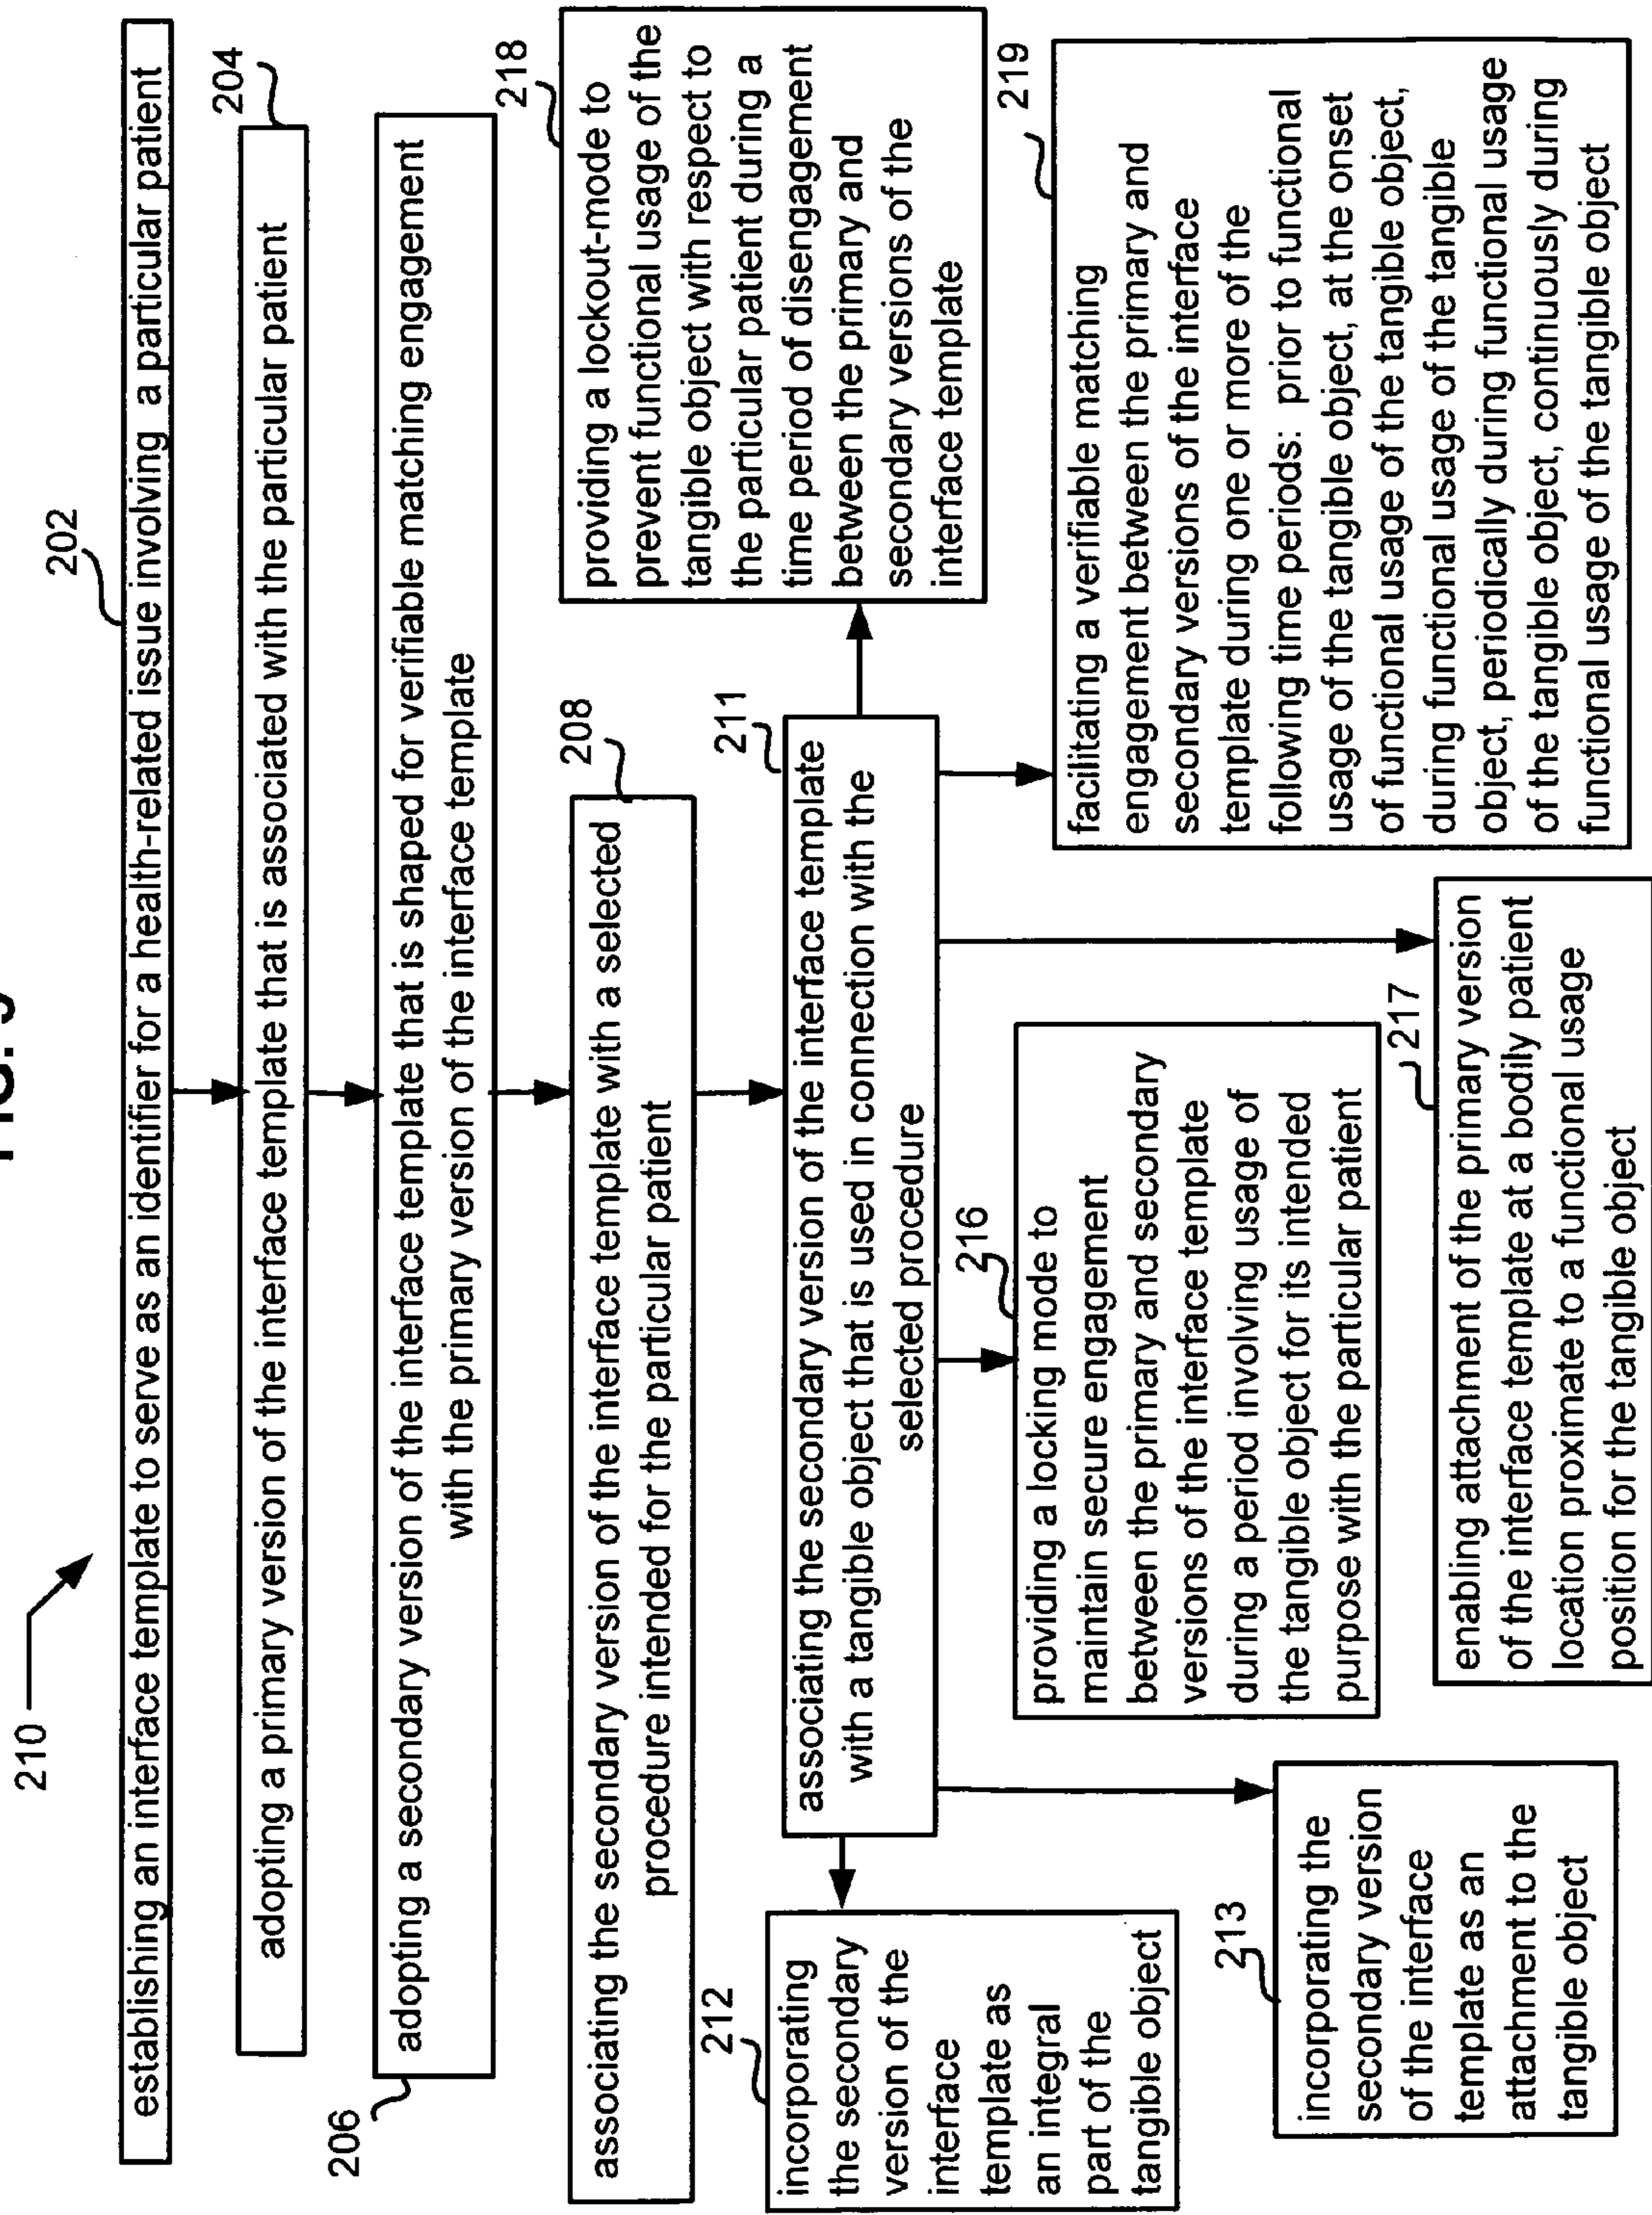 FIG. 9
210
202
establishing an interface template to serve as an identifier for a health-related issue involving a particular patient
204
adopting a primary version of the interface template that is associated with the particular patient
206
adopting a secondary version of the interface template that is shaped for verifiable matching engagement
with the primary version of the interface template
208
associating the secondary version of the interface template with a selected
procedure intended for the particular patient
211
associating the secondary version of the interface template
with a tangible object that is used in connection with the
selected procedure
212
incorporating
the secondary
version of the
interface
template as
an integral
part of the
tangible object
213
incorporating the
secondary version
of the interface
template as an
attachment to the
tangible object
216
providing a locking mode to
maintain secure engagement
between the primary and secondary
versions of the interface template
during a period involving usage of
the tangible object for its intended
purpose with the particular patient
217
enabling attachment of the primary version
of the interface template at a bodily patient
location proximate to a functional usage
position for the tangible object
218
providing a lockout-mode to
prevent functional usage of the
tangible object with respect to
the particular patient during a
time period of disengagement
between the primary and
secondary versions of the
interface template
219
facilitating a verifiable matching
engagement between the primary and
secondary versions of the interface
template during one or more of the
following time periods: prior to functional
usage of the tangible object, at the onset
of functional usage of the tangible object,
during functional usage of the tangible
object, periodically during functional usage
of the tangible object, continuously during
functional usage of the tangible object